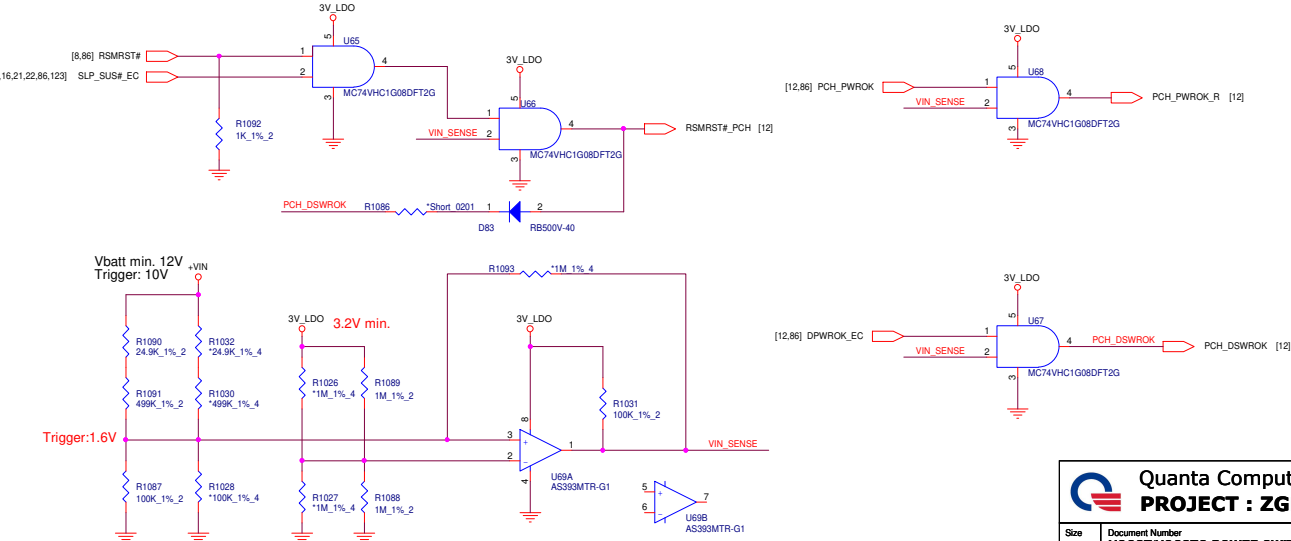 3V_LDO
[8,86] RSMRST#
,16,21,22,86,123] SLP_SUS#_EC
1
2
5
3
4
U65
MC74VHC1G08DFT2G
R1092
1K_1%_2
3V_LDO
VIN_SENSE
1
2
5
3
4
U66
MC74VHC1G08DFT2G
RSMRST#_PCH [12]
PCH_DSWROK
R1086
*Short_0201
1
2
D83
RB500V-40
3V_LDO
[12,86] PCH_PWROK
VIN_SENSE
1
2
5
3
4
U68
MC74VHC1G08DFT2G
PCH_PWROK_R [12]
Vbatt min. 12V
Trigger: 10V
+VIN
R1090
24.9K_1%_2
R1032
*24.9K_1%_4
R1091
499K_1%_2
R1030
*499K_1%_4
Trigger:1.6V
R1087
100K_1%_2
R1028
*100K_1%_4
3V_LDO
3.2V min.
R1026
*1M_1%_4
R1089
1M_1%_2
R1027
*1M_1%_4
R1088
1M_1%_2
R1093
*1M_1%_4
3V_LDO
R1031
100K_1%_2
8
3
+
2
−
1
4
U69A
AS393MTR-G1
VIN_SENSE
5
+
6
−
7
U69B
AS393MTR-G1
3V_LDO
[12,86] DPWROK_EC
VIN_SENSE
1
2
5
3
4
U67
MC74VHC1G08DFT2G
PCH_DSWROK
PCH_DSWROK [12]
Quanta Comput
PROJECT : ZG
Size
Document Number